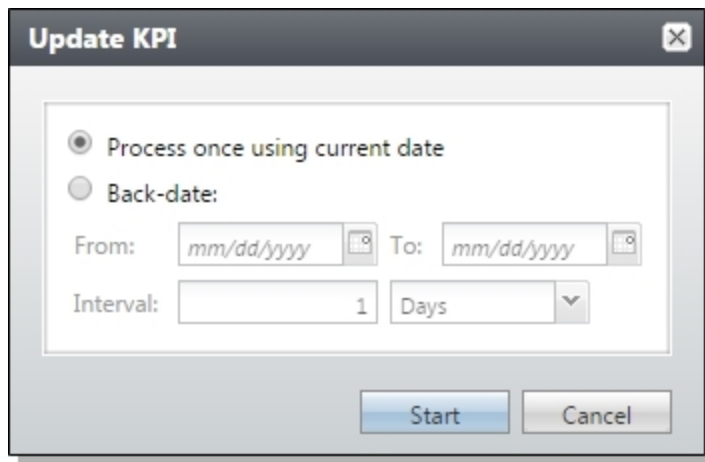 Update KPI
Process once using current date
Back-date:
From: mm/dd/yyyy To: mm/dd/yyyy
Interval: 1 Days
Start Cancel